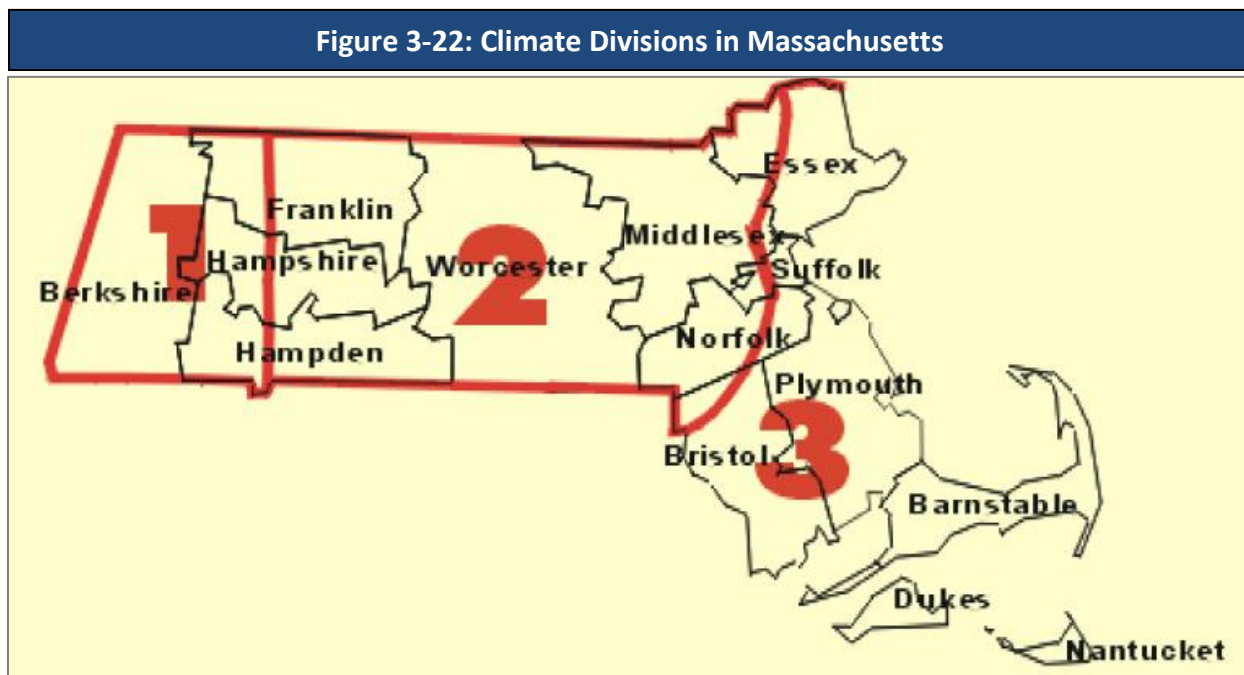 Figure 3-22: Climate Divisions in Massachusetts
Essex
Franklin
Middlesex
1
Hampshire
2
Worcester
Suffolk
Berkshire
Norfolk
Hampden
Plymouth
3
Bristol
Barnstable
Dukes
Nantucket